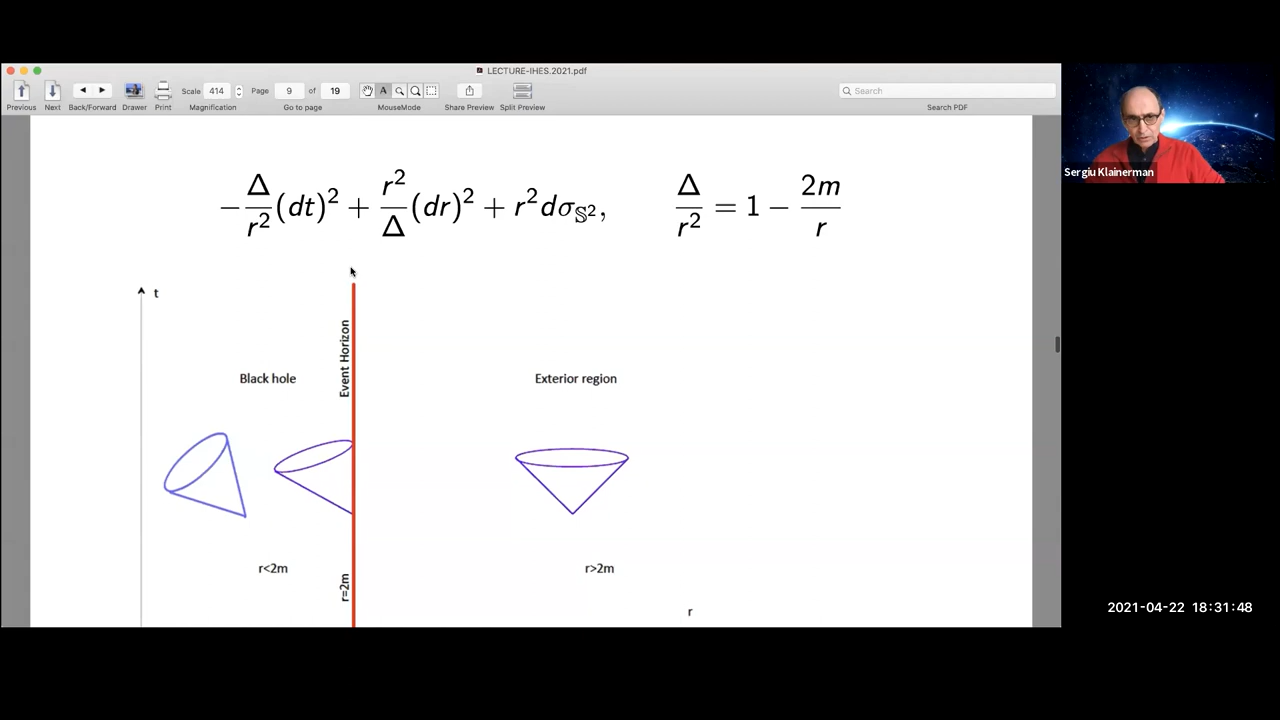 LECTURE-IHES.2021.pdf
Scale 414 Page 9 of 19 Search
Previous Next Back/Forward Drawer Print Magnification Go to page MouseMode Share Preview Split Preview Search PDF
Sergiu Klainerman
−Δ/r²(dt)² + r²/Δ(dr)² + r²dσ_𝕊², Δ/r² = 1 − 2m/r
t
Event Horizon
Black hole
Exterior region
r<2m
r=2m
r>2m
r
A
2021-04-22 18:31:48